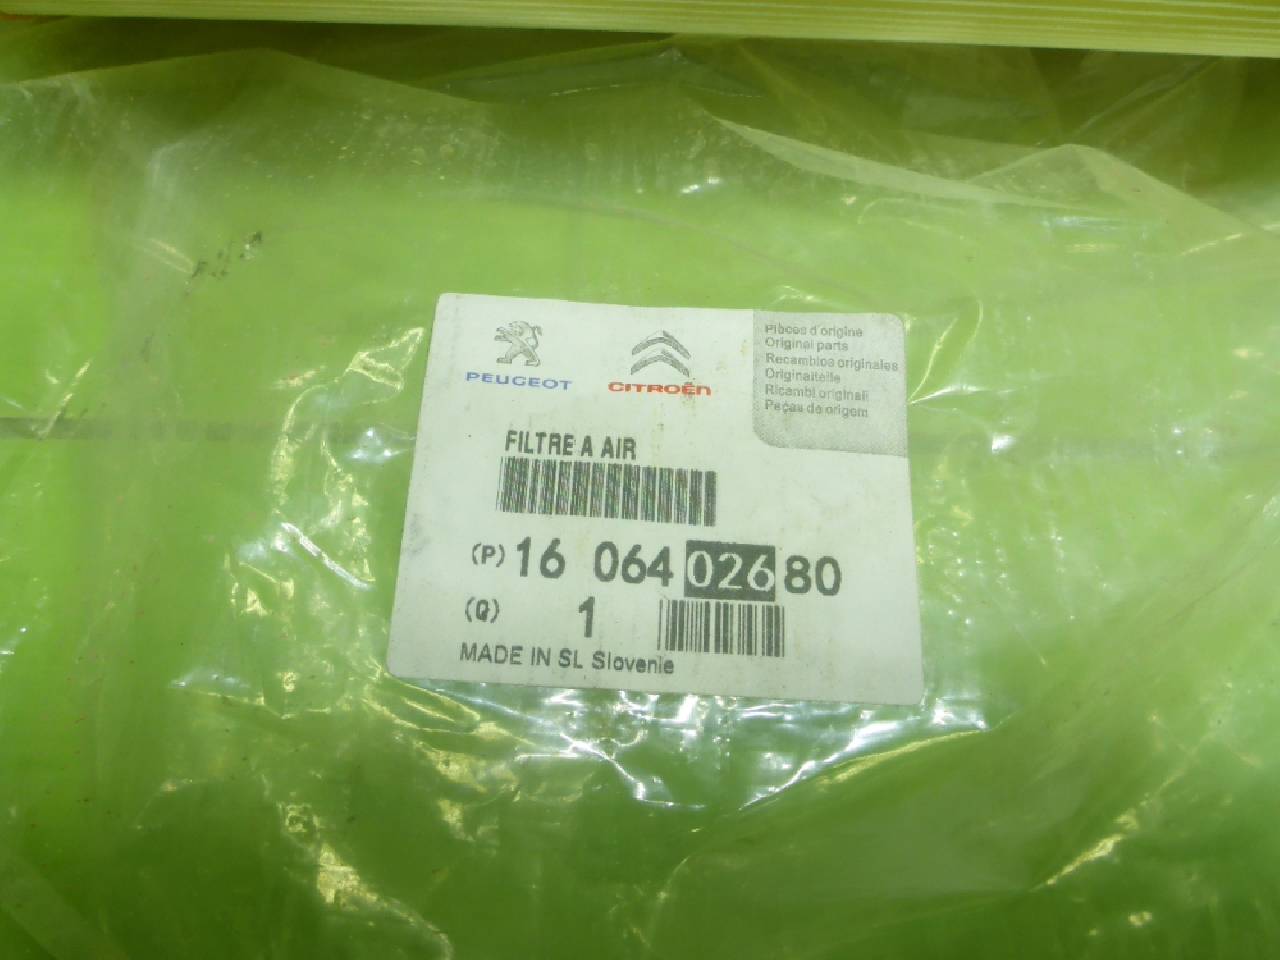 PEUGEOT
CITROËN
Pièces d'origine
Original parts
Recambios originales
Originalteile
Ricambi originali
Peças de origem
FILTRE A AIR
(P) 16 064 026 80
(Q) 1
MADE IN SL Slovenie